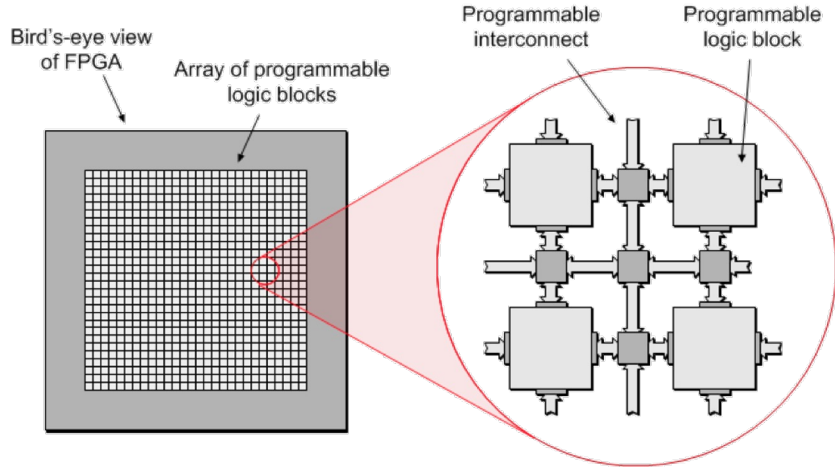 Bird's-eye view
of FPGA
Array of programmable
logic blocks
Programmable
interconnect
Programmable
logic block